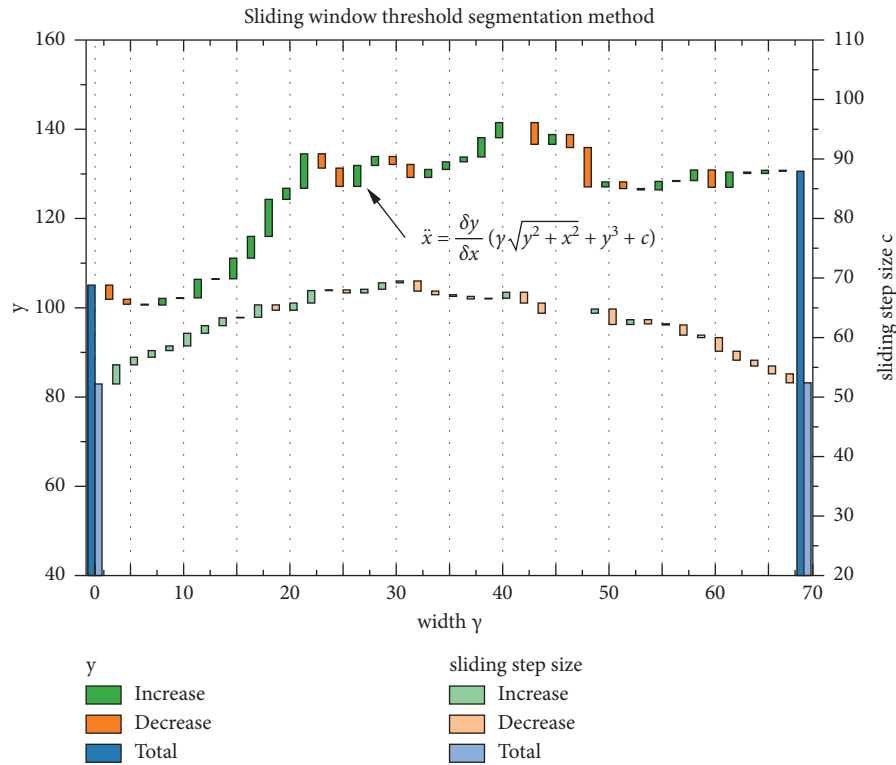 Sliding window threshold segmentation method
160
140
120
100
80
60
40
y
110
100
90
80
70
60
50
40
30
20
sliding step size c
ẍ = δy/δx (γ√(y² + x²) + y³ + c)
0 10 20 30 40 50 60 70
width γ
y
Increase
Decrease
Total
sliding step size
Increase
Decrease
Total